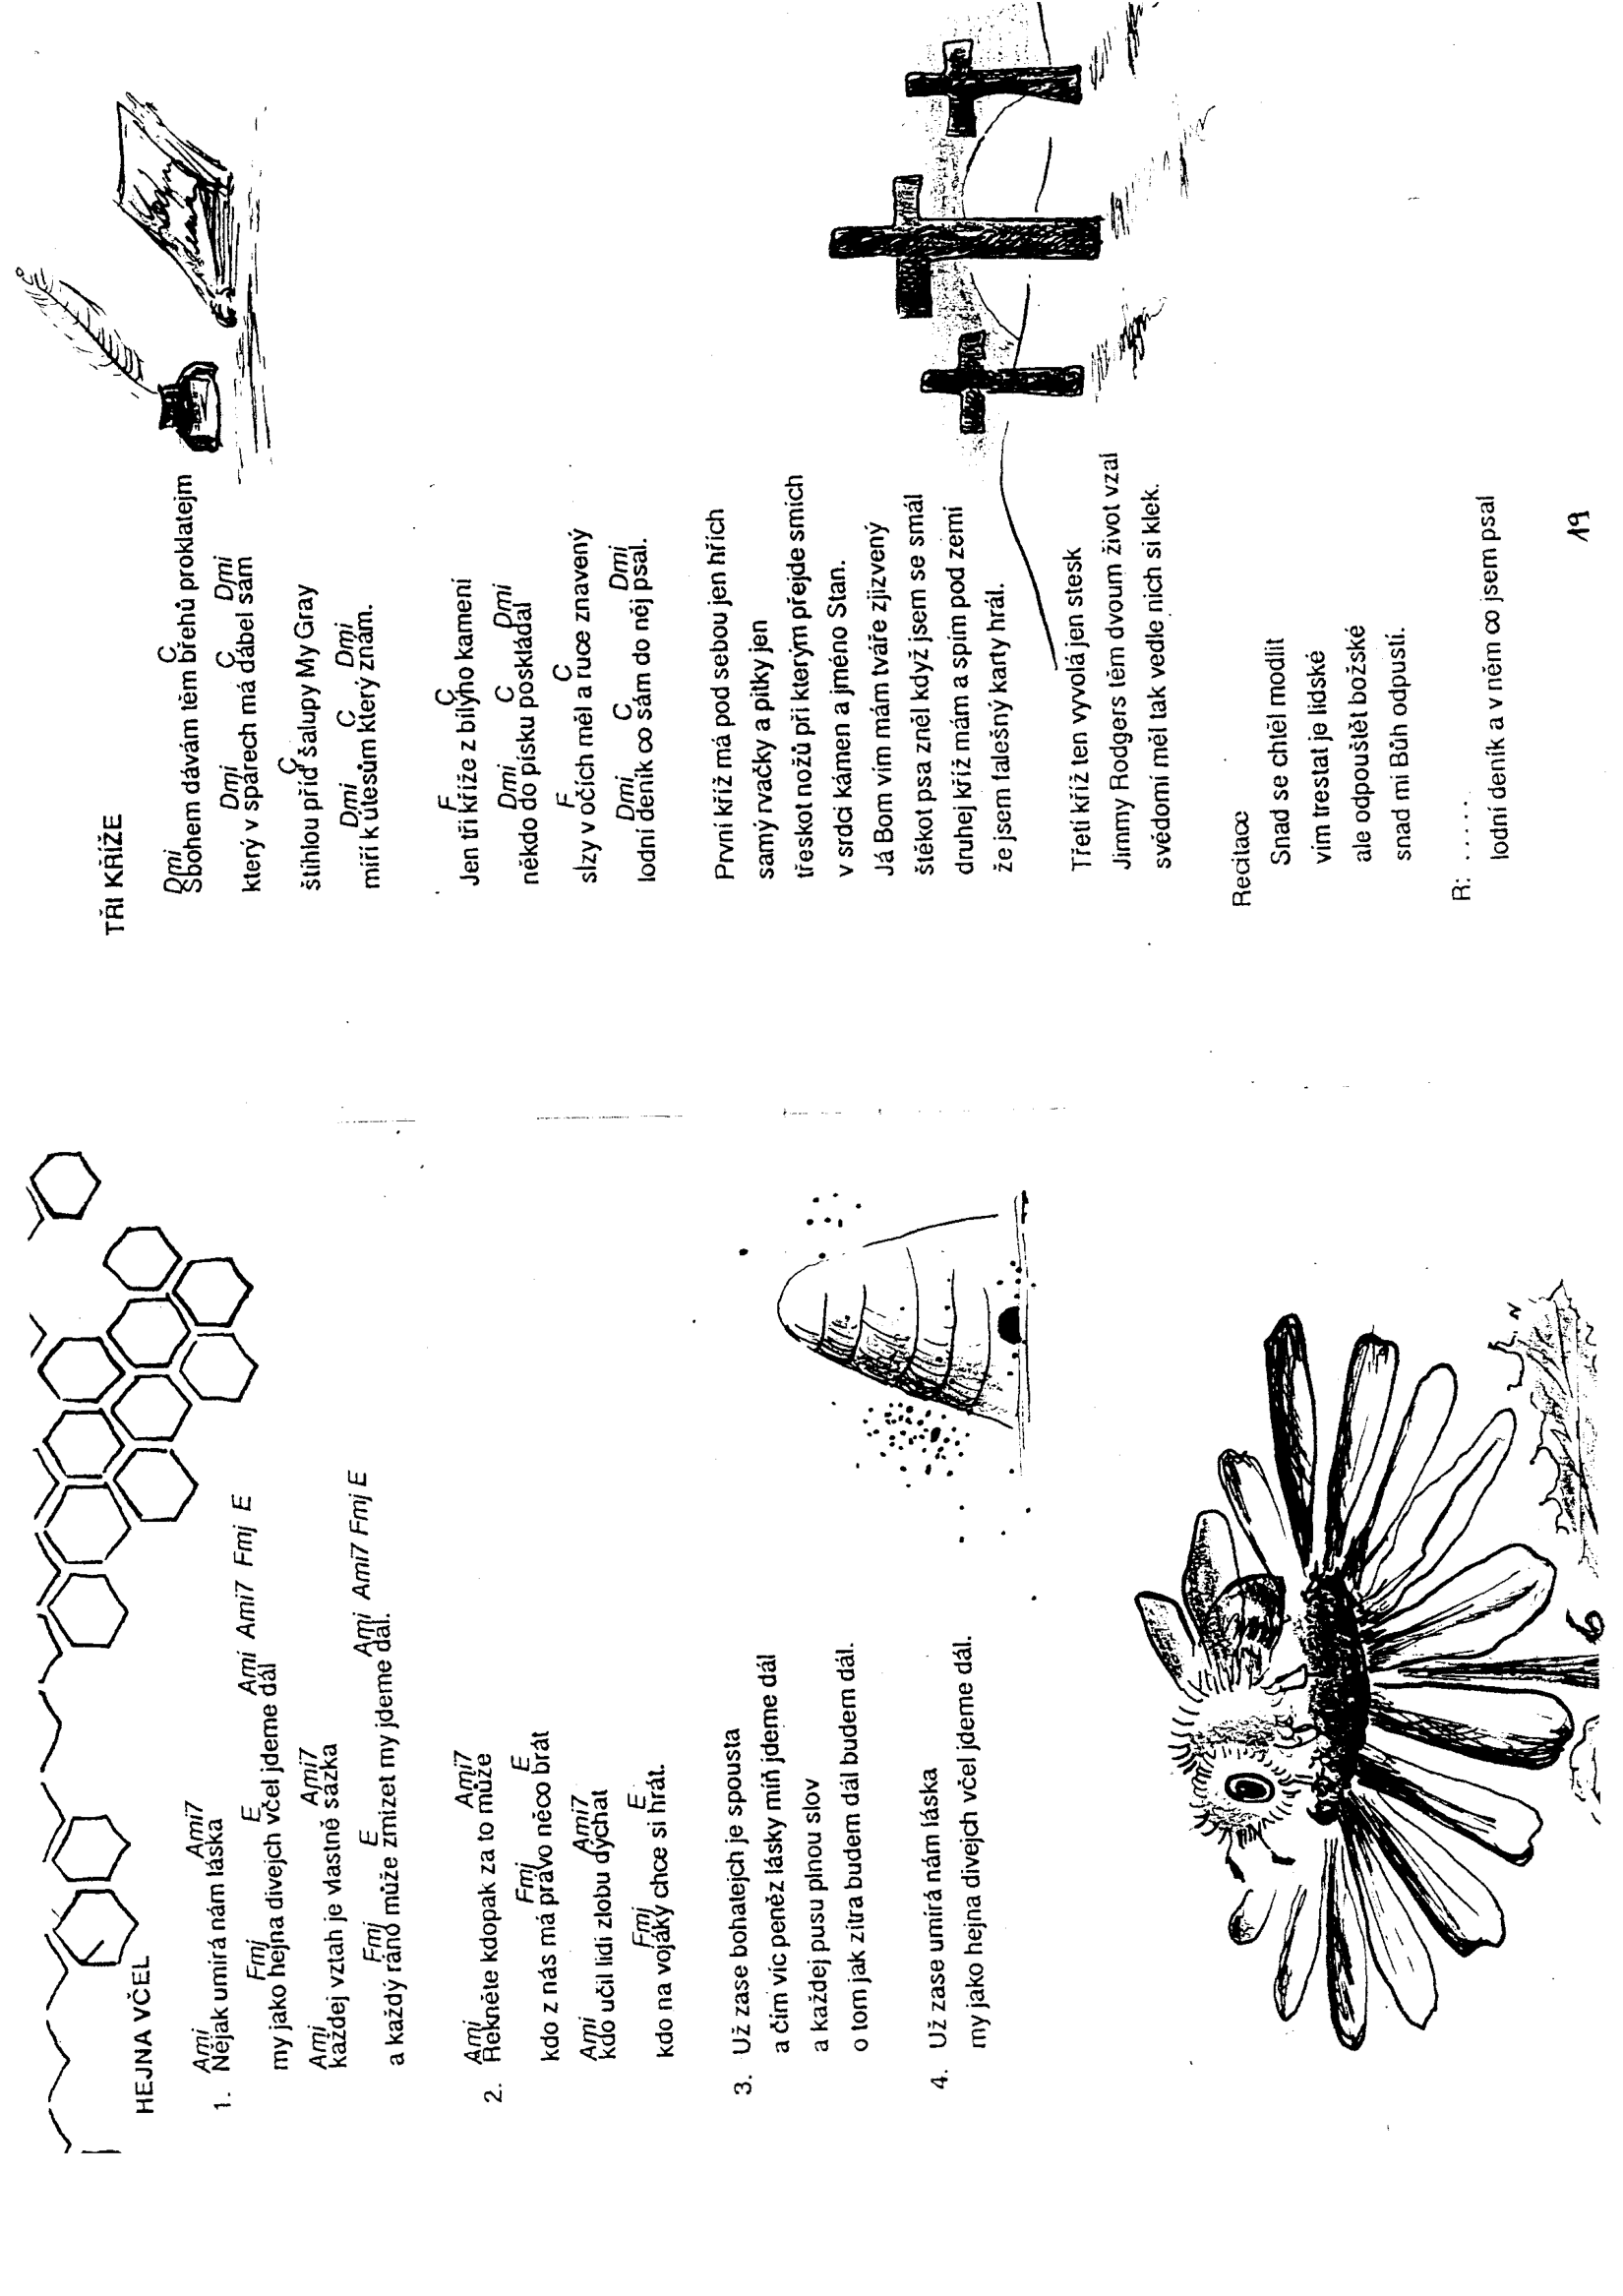 HEJNA VČEL
Ami Ami7
1. Nějak umírá nám láska
Fmj E Ami Ami7 Fmj E
my jako hejna divejch včel jdeme dál
Ami Ami7
každej vztah je vlastně sázka
Fmj E Ami Ami7 Fmj E
a každý ráno může zmizet my jdeme dál.
Ami Ami7
2. Řekněte kdopak za to může
Fmj E
kdo z nás má právo něco brát
Ami Ami7
kdo učil lidi zlobu dýchat
Fmj E
kdo na vojáky chce si hrát.
3. Už zase bohatejch je spousta
a čím víc peněz lásky míň jdeme dál
a každej pusu plnou slov
o tom jak zítra budem dál budem dál.
4. Už zase umírá nám láska
my jako hejna divejch včel jdeme dál.
6
TŘI KŘÍŽE
Dmi C
Sbohem dávám těm břehů proklatejm
Dmi C Dmi
který v spárech má ďábel sám
C
štíhlou příď šalupy My Gray
Dmi C Dmi
míří k útesům který znám.
F C
Jen tři kříže z bílýho kamení
Dmi C Dmi
někdo do písku poskládal
F C
slzy v očích měl a ruce znavený
Dmi C Dmi
lodní deník co sám do něj psal.
První kříž má pod sebou jen hřích
samý rvačky a pitky jen
třeskot nožů při kterým přejde smích
v srdci kámen a jméno Stan.
Já Bom vím mám tváře zjizvený
štěkot psa zněl když jsem se smál
druhej kříž mám a spím pod zemí
že jsem falešný karty hrál.
Třetí kříž ten vyvolá jen stesk
Jimmy Rodgers těm dvoum život vzal
svědomí měl tak vedle nich si klek.
Recitace
Snad se chtěl modlit
vím trestat je lidské
ale odpouštět božské
snad mi Bůh odpustí.
R: .....
lodní deník a v něm co jsem psal
19